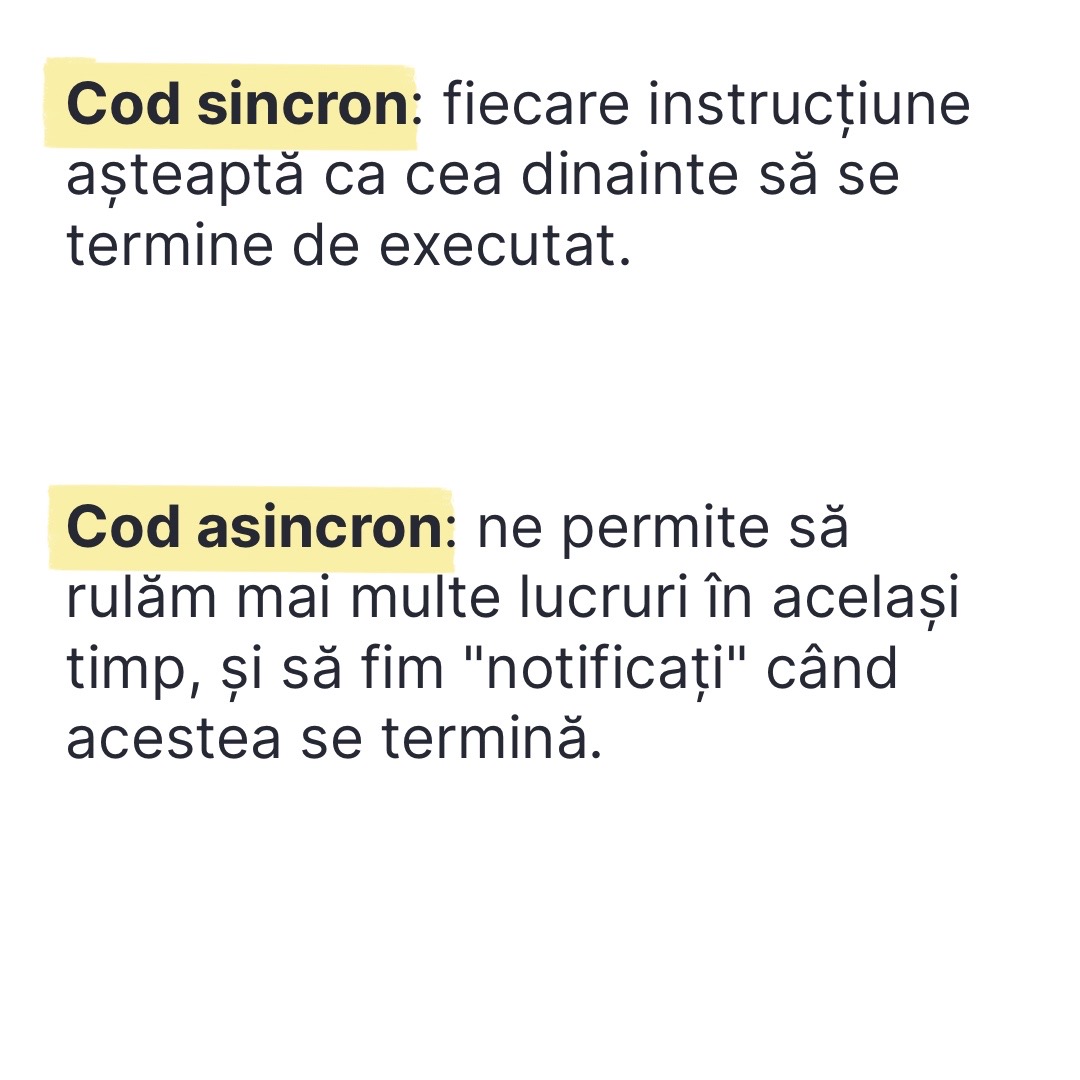 Cod sincron: fiecare instrucțiune
așteaptă ca cea dinainte să se
termine de executat.
Cod asincron: ne permite să
rulăm mai multe lucruri în același
timp, și să fim "notificați" când
acestea se termină.